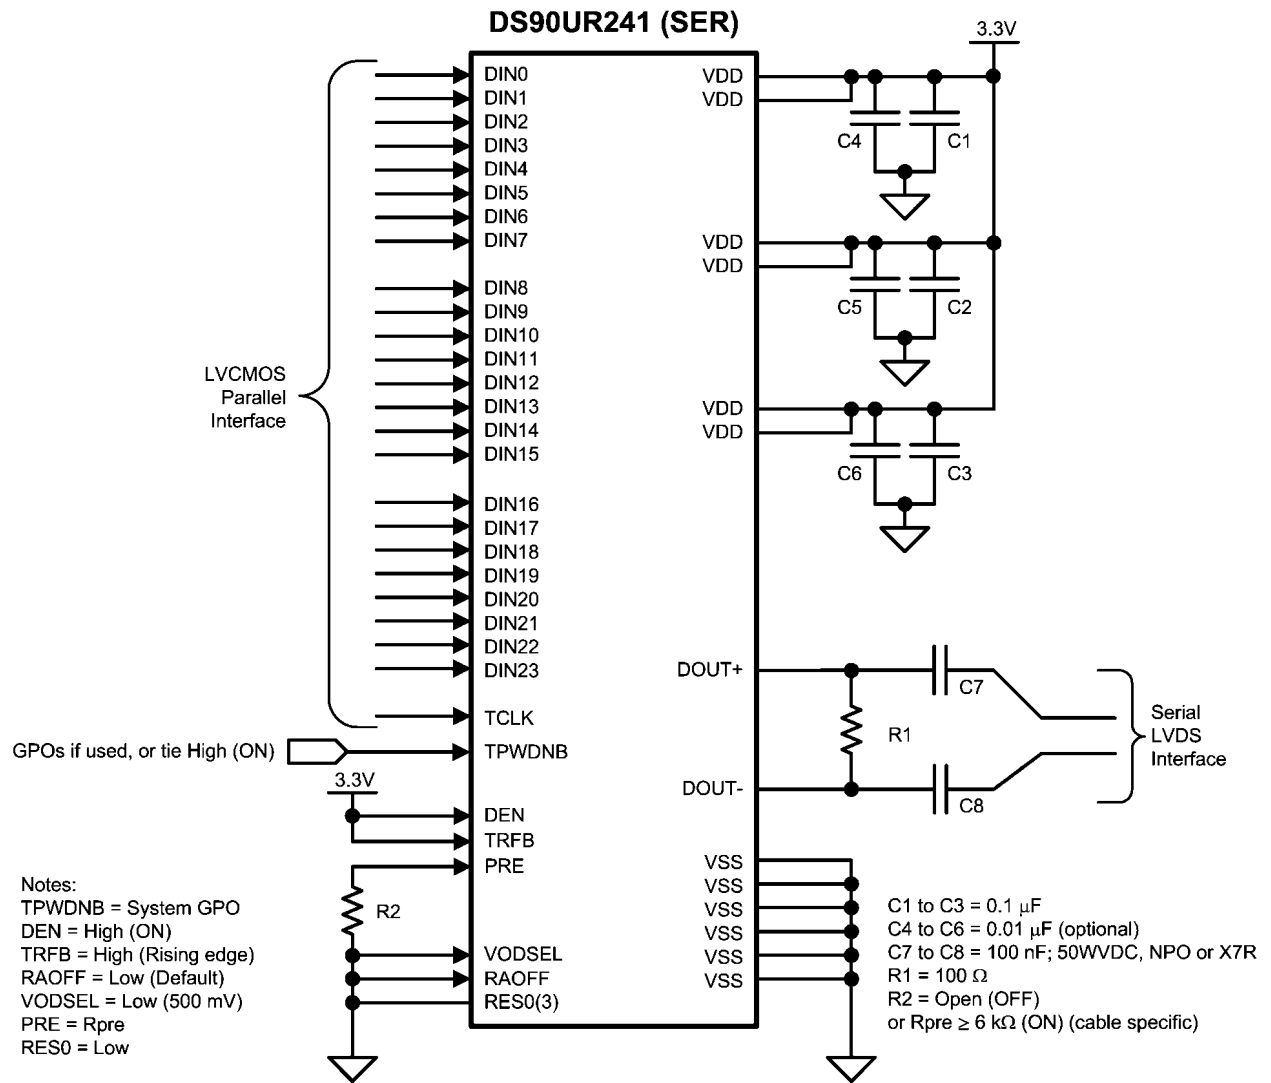 DS90UR241 (SER)
3.3V
DIN0
DIN1
DIN2
DIN3
DIN4
DIN5
DIN6
DIN7
DIN8
DIN9
DIN10
DIN11
DIN12
DIN13
DIN14
DIN15
DIN16
DIN17
DIN18
DIN19
DIN20
DIN21
DIN22
DIN23
TCLK
TPWDNB
DEN
TRFB
PRE
VODSEL
RAOFF
RES0(3)
LVCMOS
Parallel
Interface
GPOs if used, or tie High (ON)
3.3V
R2
VDD
VDD
C4
C1
VDD
VDD
C5
C2
VDD
VDD
C6
C3
DOUT+
C7
R1
DOUT-
C8
Serial
LVDS
Interface
VSS
VSS
VSS
VSS
VSS
VSS
Notes:
TPWDNB = System GPO
DEN = High (ON)
TRFB = High (Rising edge)
RAOFF = Low (Default)
VODSEL = Low (500 mV)
PRE = Rpre
RES0 = Low
C1 to C3 = 0.1 μF
C4 to C6 = 0.01 μF (optional)
C7 to C8 = 100 nF; 50WVDC, NPO or X7R
R1 = 100 Ω
R2 = Open (OFF)
or Rpre ≥ 6 kΩ (ON) (cable specific)